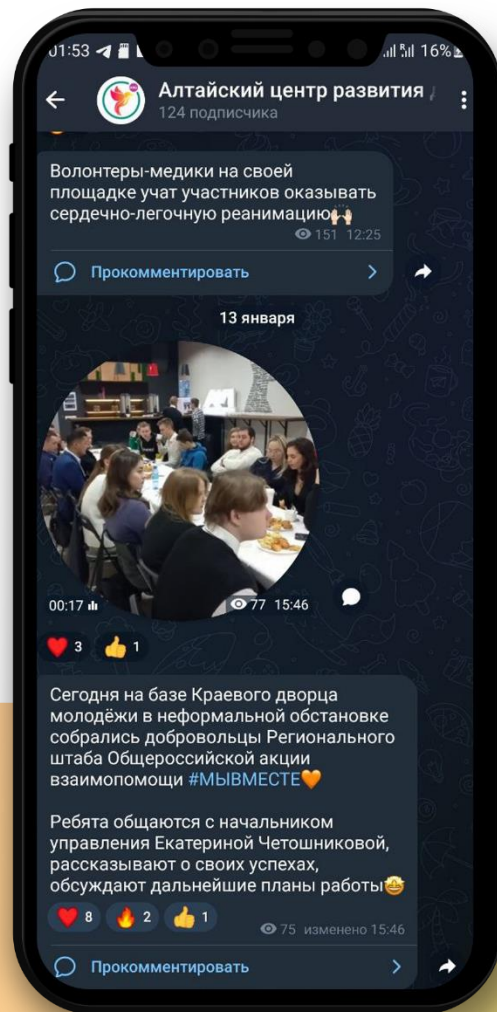 01:53
16%
Алтайский центр развития
124 подписчика
Волонтеры-медики на своей
площадке учат участников оказывать
сердечно-легочную реанимацию🙌🏻
151 12:25
Прокомментировать
13 января
00:17
77 15:46
❤️ 3 👍 1
Сегодня на базе Краевого дворца
молодёжи в неформальной обстановке
собрались добровольцы Регионального
штаба Общероссийской акции
взаимопомощи #МЫВМЕСТЕ🧡
Ребята общаются с начальником
управления Екатериной Четошниковой,
рассказывают о своих успехах,
обсуждают дальнейшие планы работы🤩
❤️ 8 🔥 2 👍 1
75 изменено 15:46
Прокомментировать